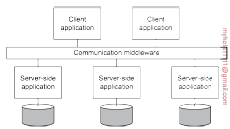 Client
application
Client
application
Communication middleware
Server-side
application
Server-side
application
Server-side
application